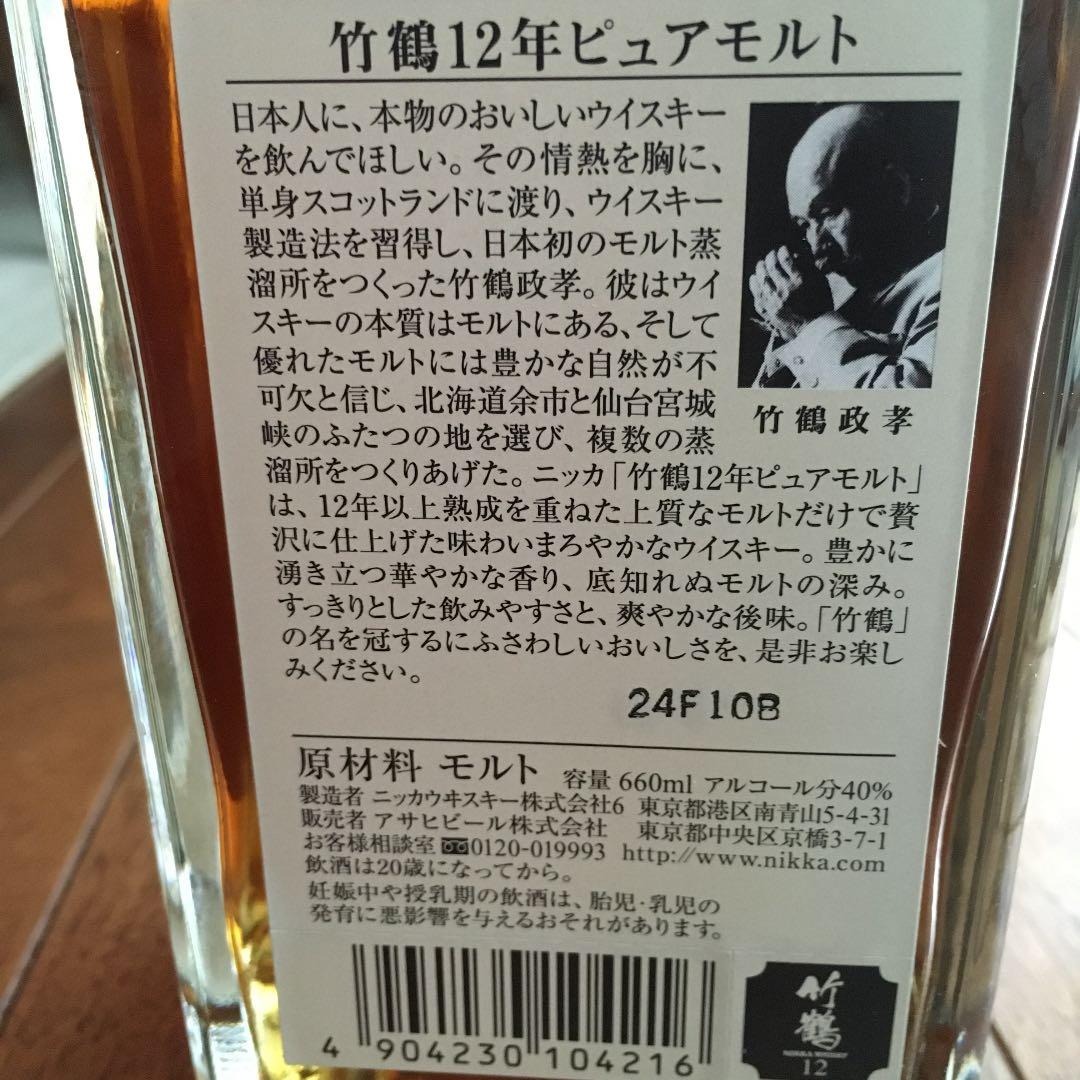 竹鶴12年ピュアモルト
日本人に、本物のおいしいウイスキー
を飲んでほしい。その情熱を胸に、
単身スコットランドに渡り、ウイスキー
製造法を習得し、日本初のモルト蒸
溜所をつくった竹鶴政孝。彼はウイ
スキーの本質はモルトにある、そして
優れたモルトには豊かな自然が不
可欠と信じ、北海道余市と仙台宮城
峡のふたつの地を選び、複数の蒸
溜所をつくりあげた。ニッカ「竹鶴12年ピュアモルト」
は、12年以上熟成を重ねた上質なモルトだけで贅
沢に仕上げた味わいまろやかなウイスキー。豊かに
湧き立つ華やかな香り、底知れぬモルトの深み。
すっきりとした飲みやすさと、爽やかな後味。「竹鶴」
の名を冠するにふさわしいおいしさを、是非お楽し
みください。
竹鶴政孝
24F10B
原材料 モルト 容量 660ml アルコール分40%
製造者 ニッカウヰスキー株式会社6 東京都港区南青山5-4-31
販売者 アサヒビール株式会社 東京都中央区京橋3-7-1
お客様相談室 0120-019993 http://www.nikka.com
飲酒は20歳になってから。
妊娠中や授乳期の飲酒は、胎児・乳児の
発育に悪影響を与えるおそれがあります。
4 904230 104216
竹鶴
NIKKA WHISKY
12